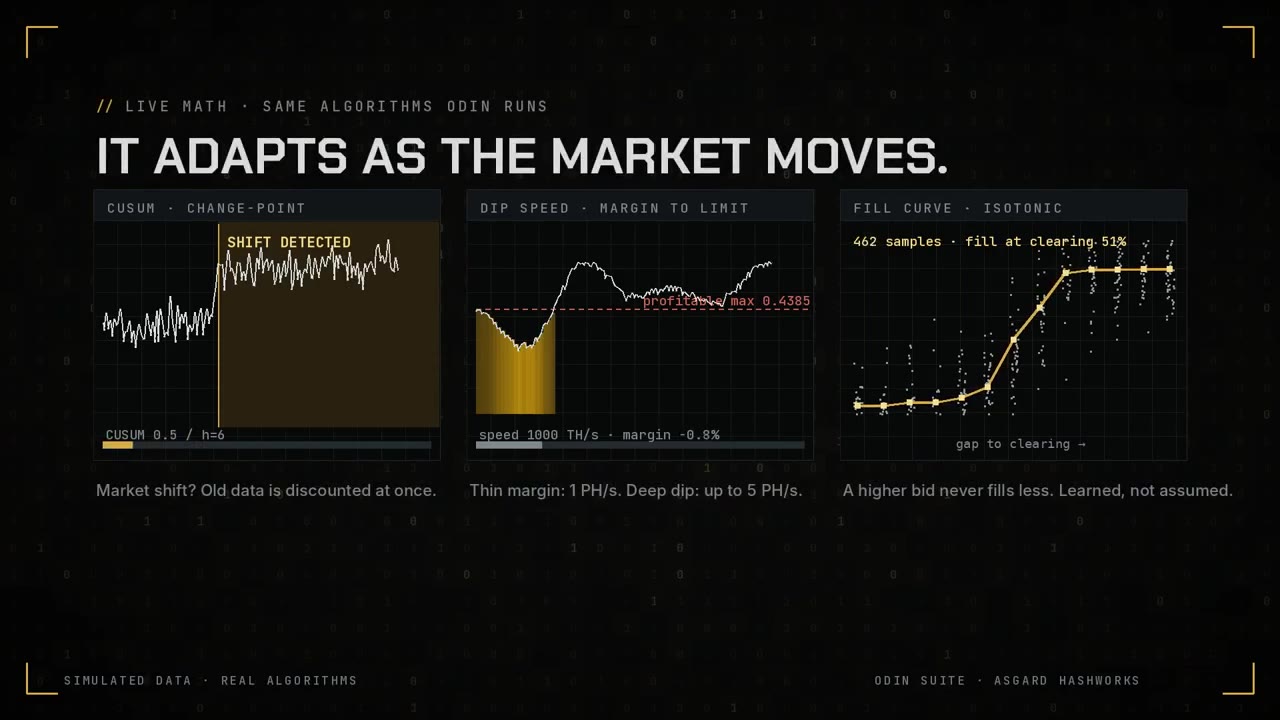 // LIVE MATH · SAME ALGORITHMS ODIN RUNS
IT ADAPTS AS THE MARKET MOVES.
CUSUM · CHANGE-POINT
SHIFT DETECTED
CUSUM 0.5 / h=6
Market shift? Old data is discounted at once.
DIP SPEED · MARGIN TO LIMIT
profitable max 0.4385
speed 1000 TH/s · margin -0.8%
Thin margin: 1 PH/s. Deep dip: up to 5 PH/s.
FILL CURVE · ISOTONIC
462 samples · fill at clearing 51%
gap to clearing →
A higher bid never fills less. Learned, not assumed.
SIMULATED DATA · REAL ALGORITHMS
ODIN SUITE · ASGARD HASHWORKS